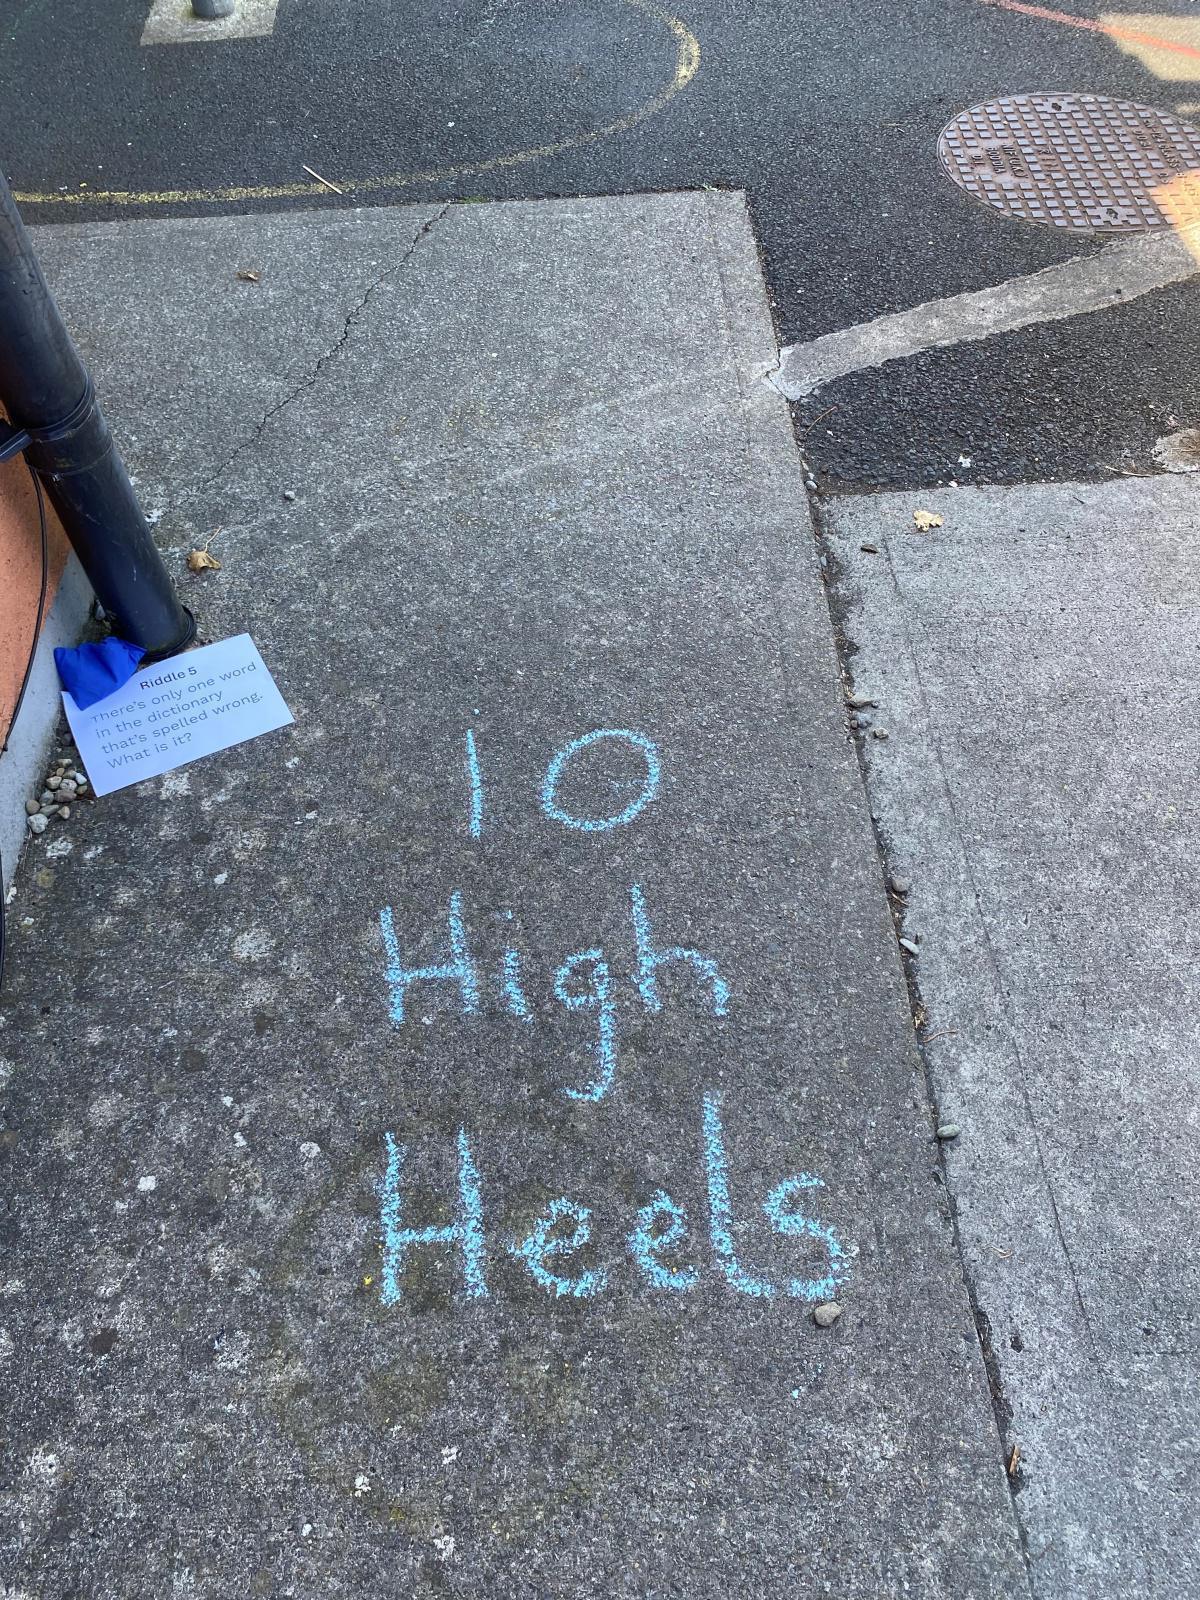 Riddle 5
There's only one word
in the dictionary
that's spelled wrong.
What is it?
10
High
Heels